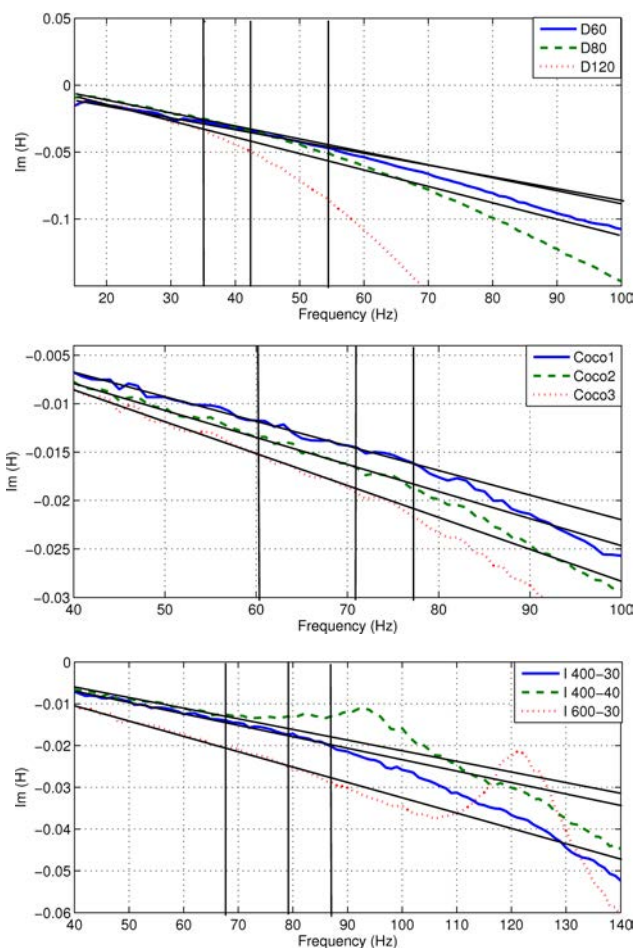 0.05
0
-0.05
-0.1
Im (H)
D60
D80
D120
20 30 40 50 60 70 80 90 100
Frequency (Hz)
-0.005
-0.01
-0.015
-0.02
-0.025
-0.03
Im (H)
Coco1
Coco2
Coco3
40 50 60 70 80 90 100
Frequency (Hz)
0
-0.01
-0.02
-0.03
-0.04
-0.05
-0.06
Im (H)
I 400-30
I 400-40
I 600-30
40 50 60 70 80 90 100 110 120 130 140
Frequency (Hz)